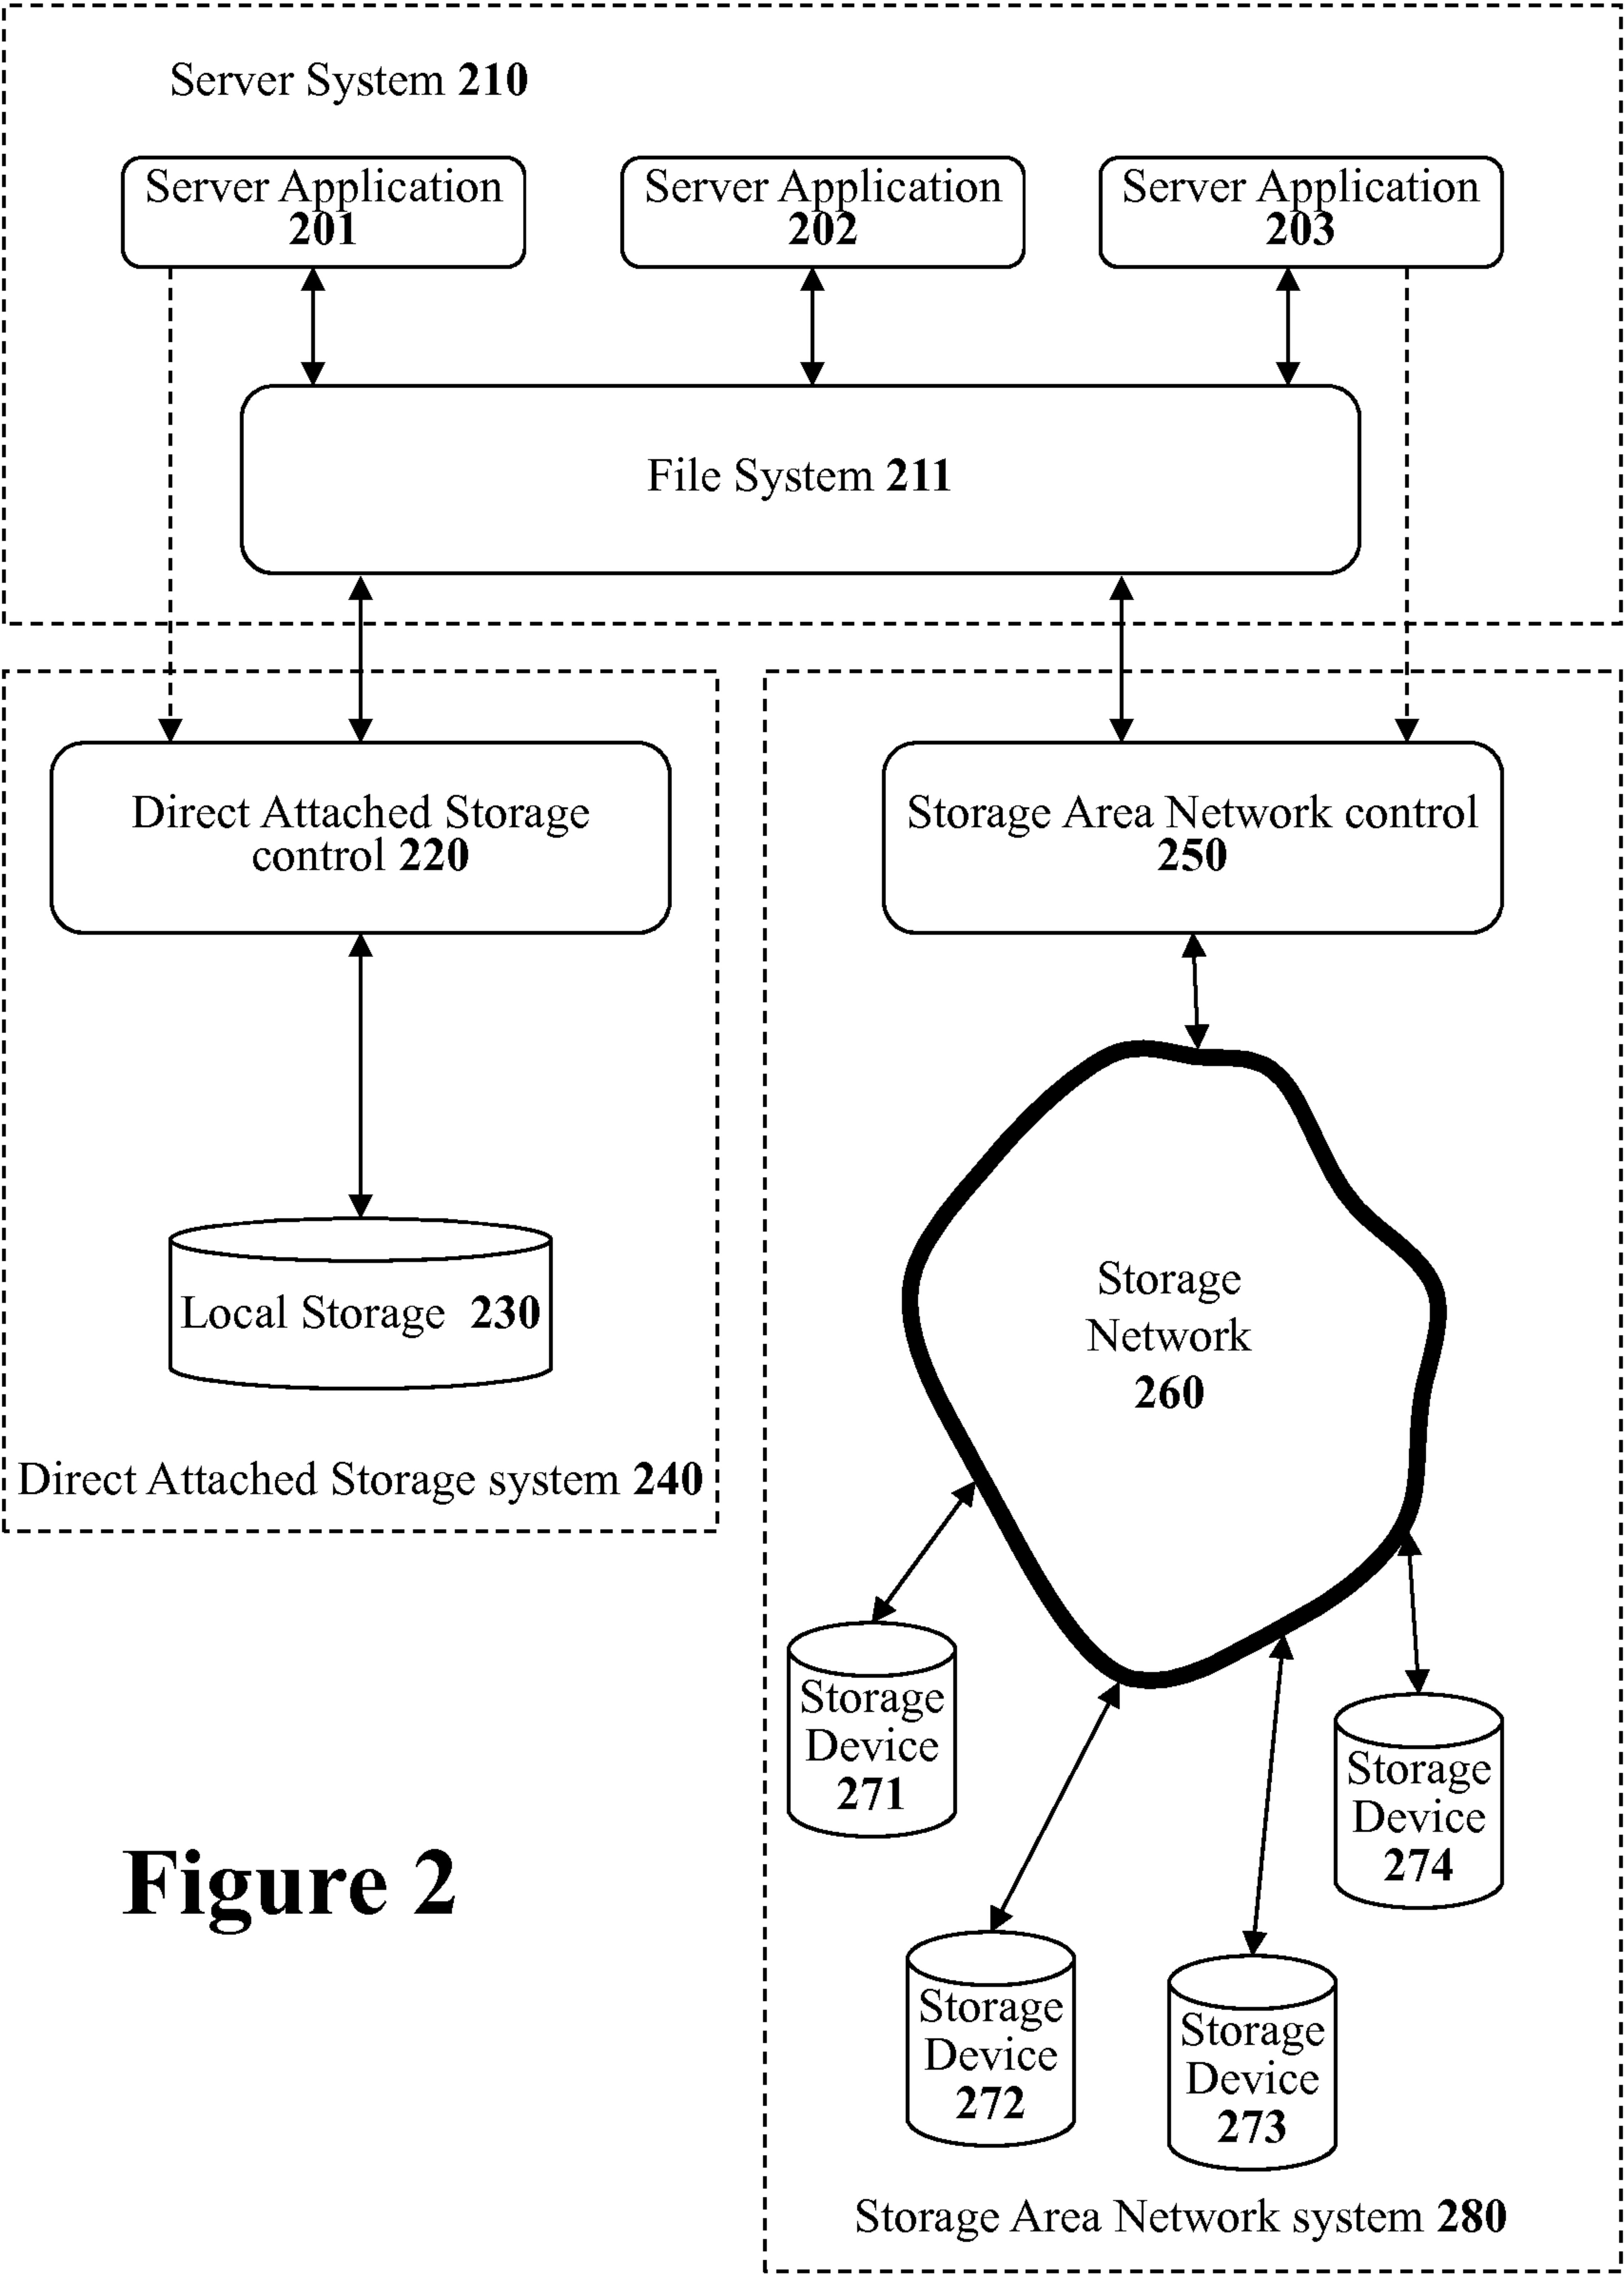 Server System 210
Server Application
201
Server Application
202
Server Application
203
File System 211
Direct Attached Storage
control 220
Storage Area Network control
250
Local Storage 230
Direct Attached Storage system 240
Storage
Network
260
Storage
Device
271
Storage
Device
272
Storage
Device
273
Storage
Device
274
Storage Area Network system 280
Figure 2